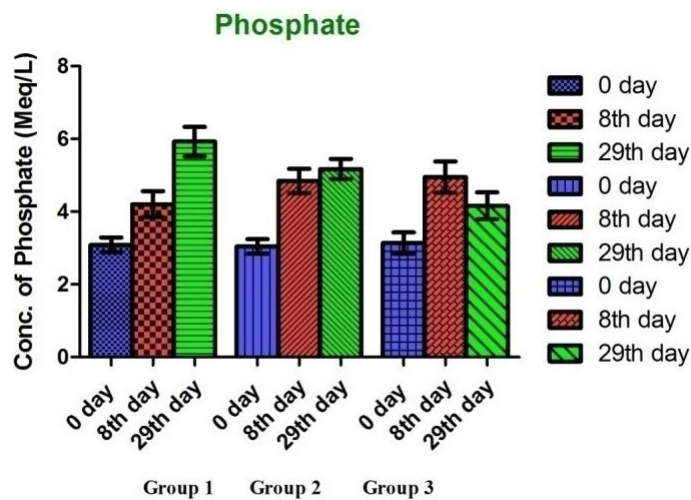 Phosphate
Conc. of Phosphate (Meq/L)
8
6
4
2
0
0 day
8th day
29th day
0 day
8th day
29th day
0 day
8th day
29th day
Group 1 Group 2 Group 3
0 day
8th day
29th day
0 day
8th day
29th day
0 day
8th day
29th day